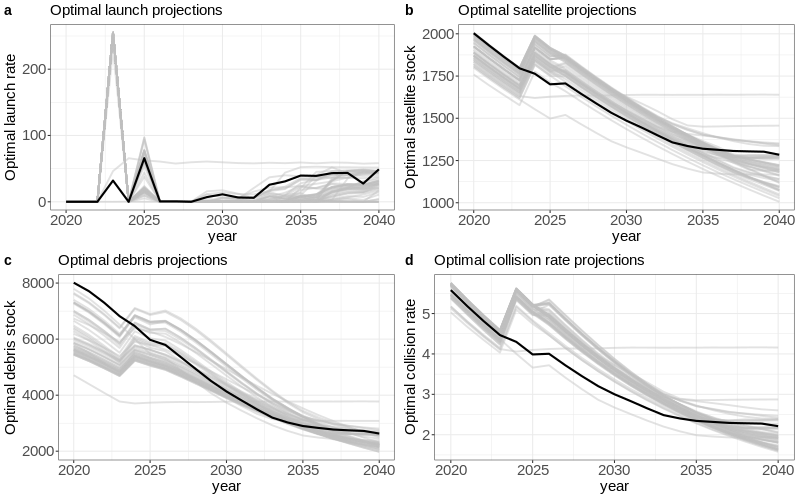 a Optimal launch projections
Optimal launch rate
200
100
0
2020 2025 2030 2035 2040
year
b Optimal satellite projections
Optimal satellite stock
2000
1750
1500
1250
1000
2020 2025 2030 2035 2040
year
c Optimal debris projections
Optimal debris stock
8000
6000
4000
2000
2020 2025 2030 2035 2040
year
d Optimal collision rate projections
Optimal collision rate
5
4
3
2
2020 2025 2030 2035 2040
year